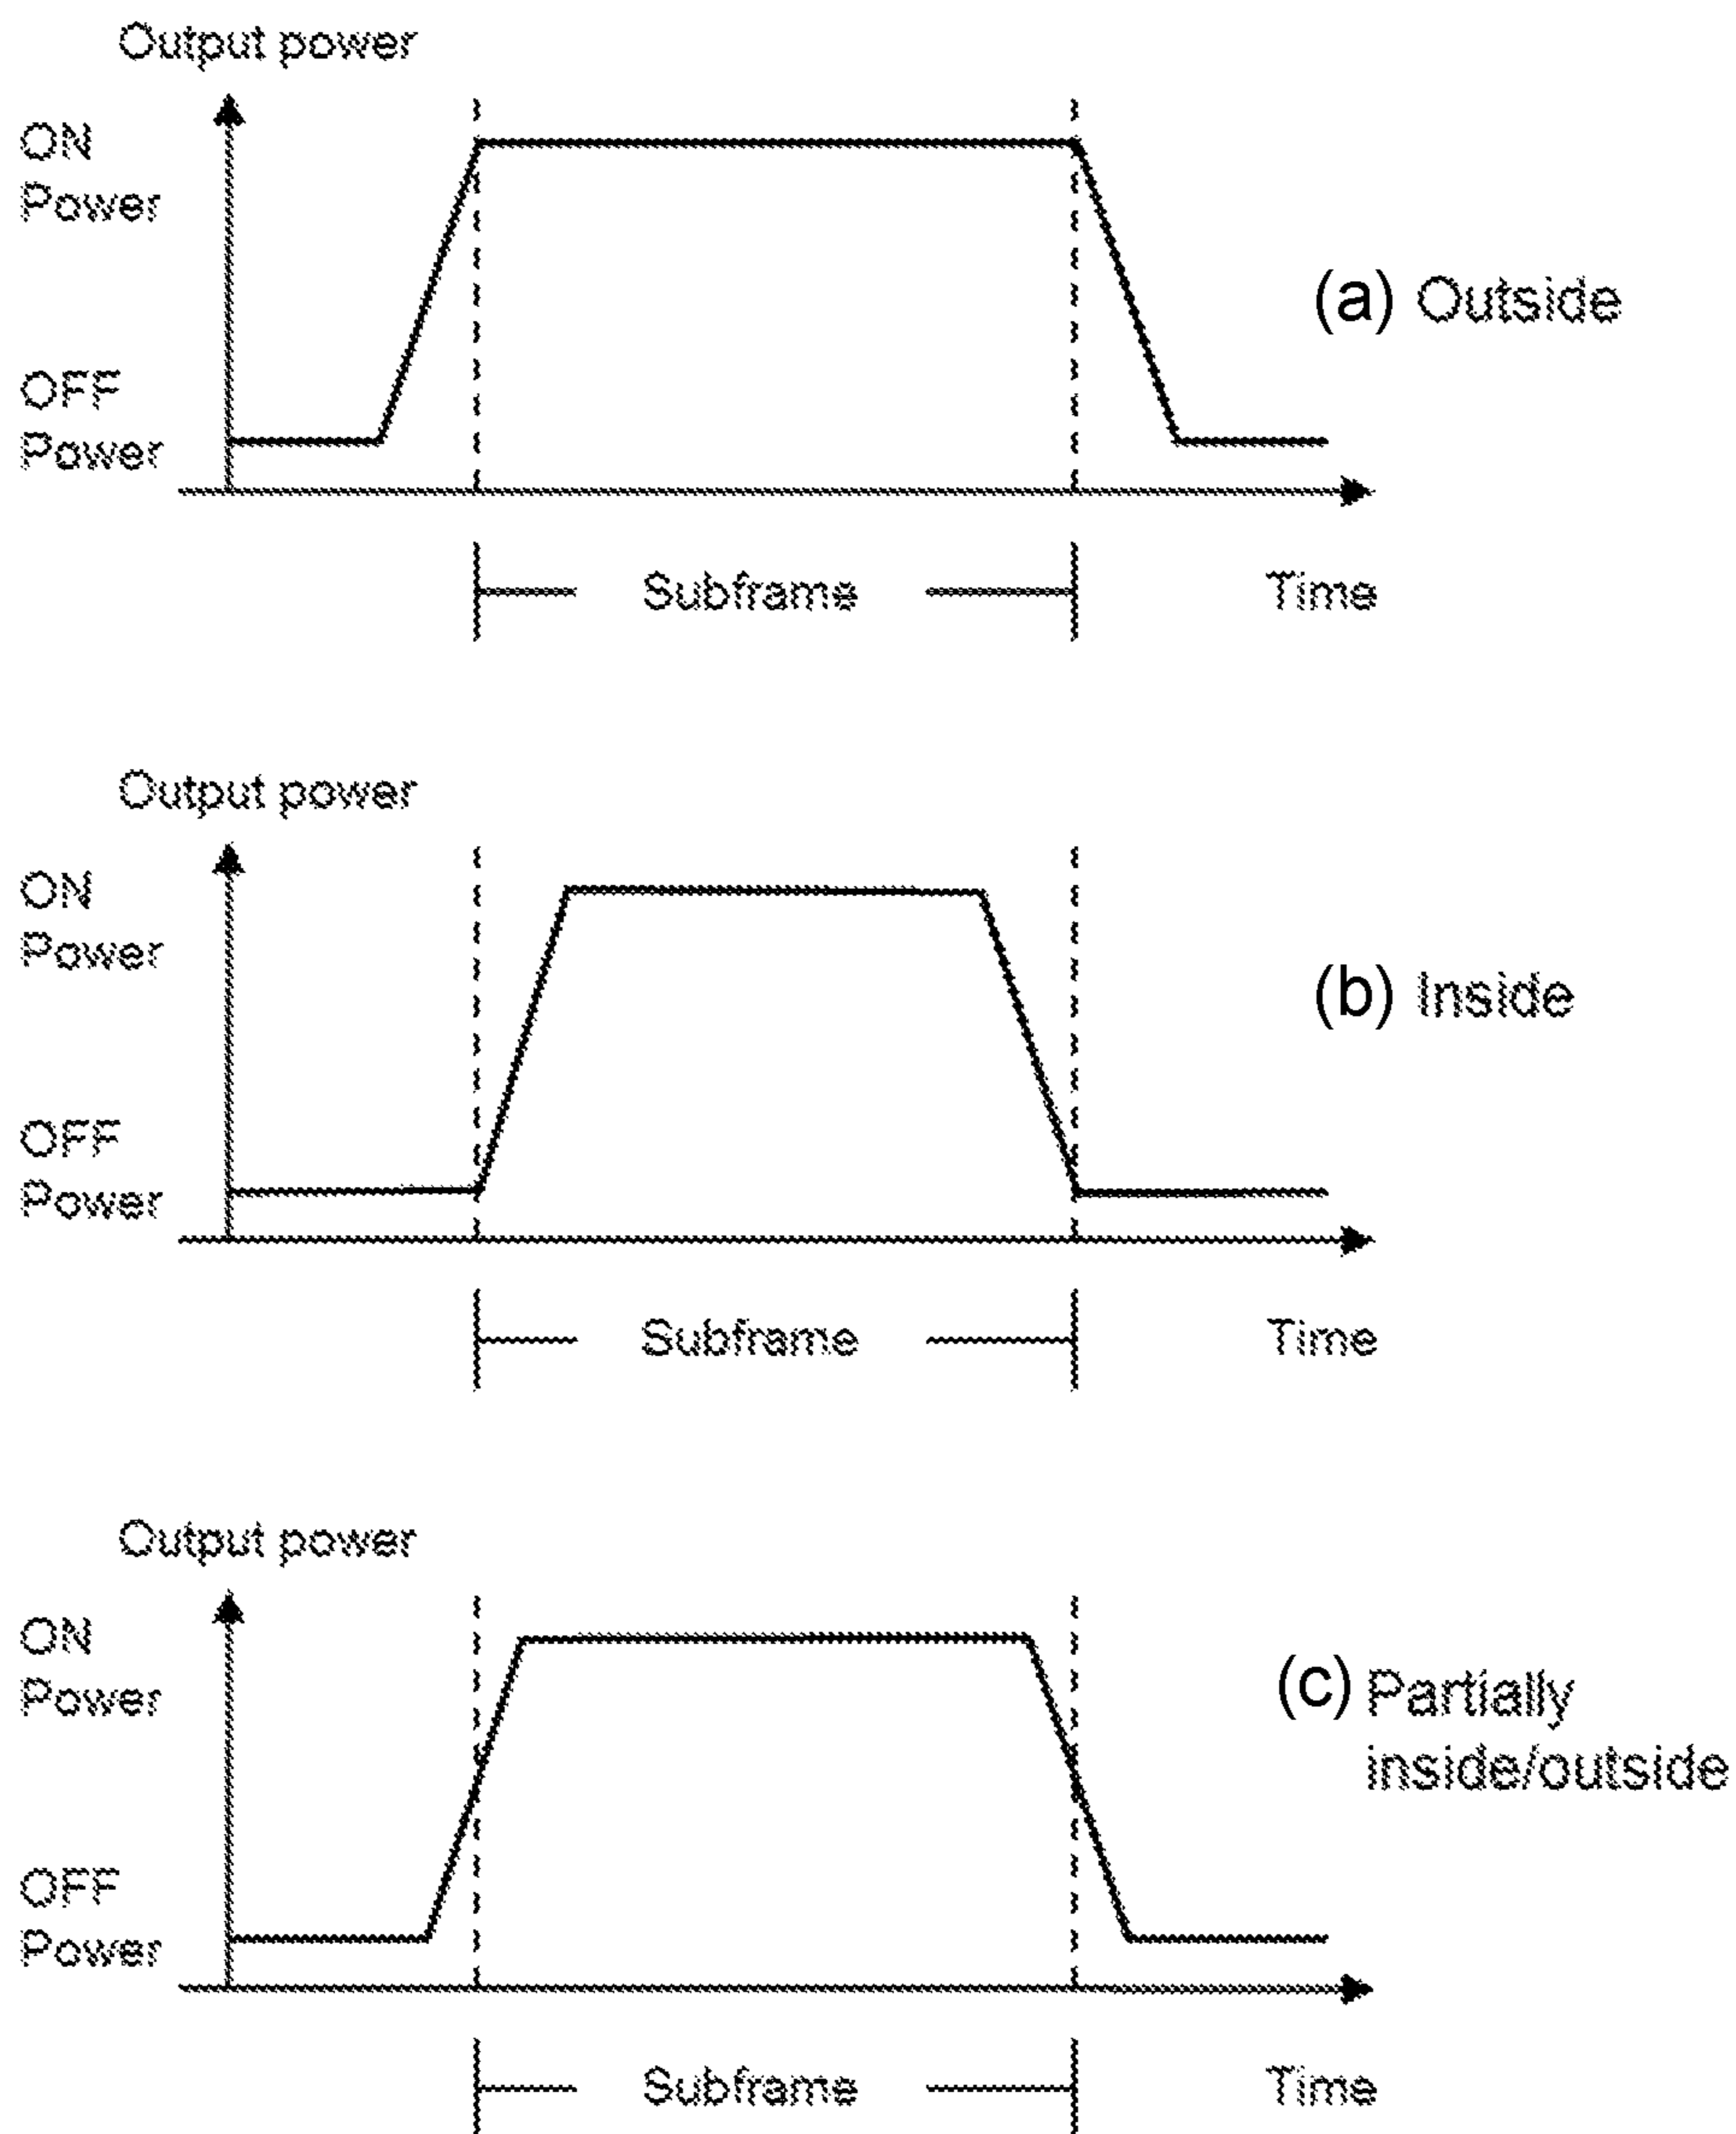 Output power
ON
Power
(a) Outside
OFF
Power
Subframe
Time
Output power
ON
Power
(b) Inside
OFF
Power
Subframe
Time
Output power
ON
Power
(c) Partially
inside/outside
OFF
Power
Subframe
Time